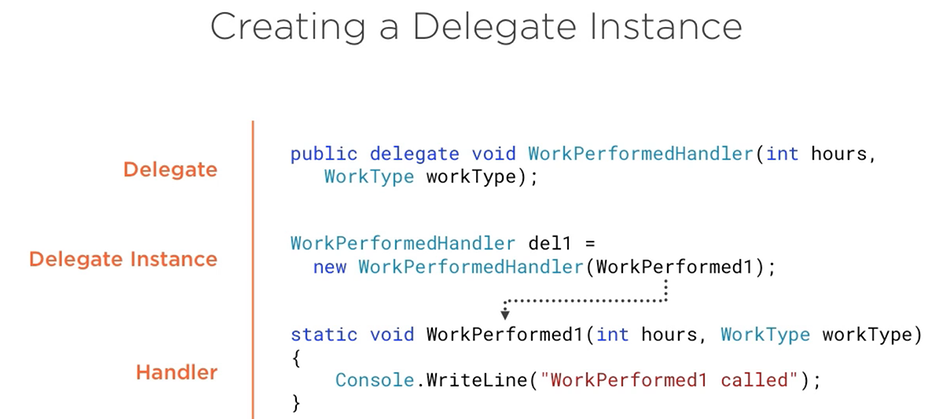 Creating a Delegate Instance
Delegate
public delegate void WorkPerformedHandler(int hours,
WorkType workType);
Delegate Instance
WorkPerformedHandler del1 =
new WorkPerformedHandler(WorkPerformed1);
Handler
static void WorkPerformed1(int hours, WorkType workType)
{
Console.WriteLine("WorkPerformed1 called");
}